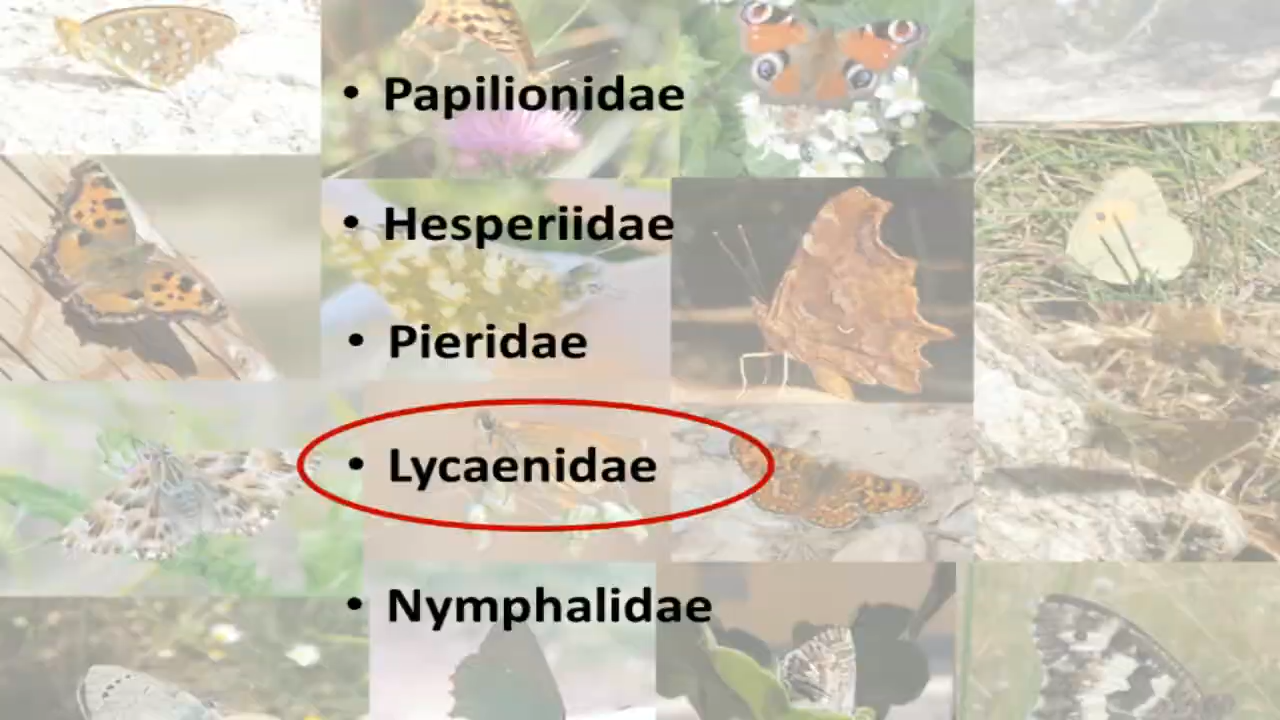 • Papilionidae
• Hesperiidae
• Pieridae
• Lycaenidae
• Nymphalidae